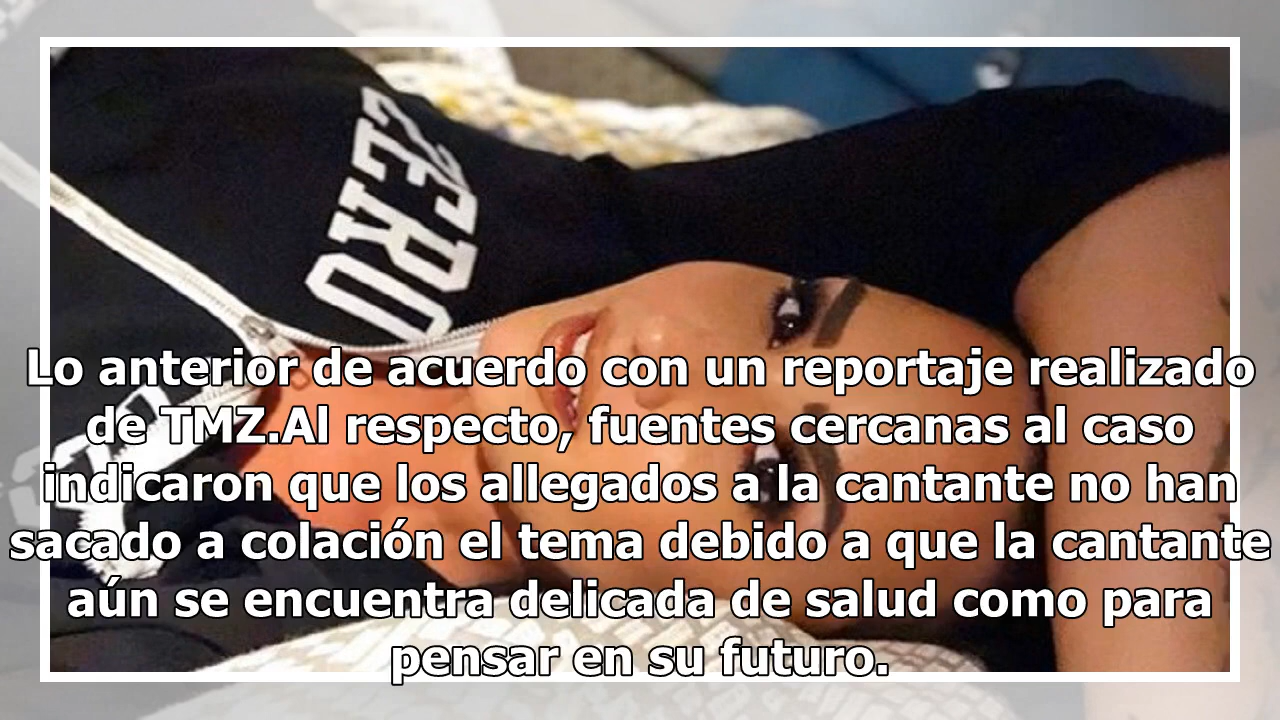 ZERO
Lo anterior de acuerdo con un reportaje realizado
de TMZ.Al respecto, fuentes cercanas al caso
indicaron que los allegados a la cantante no han
sacado a colación el tema debido a que la cantante
aún se encuentra delicada de salud como para
pensar en su futuro.